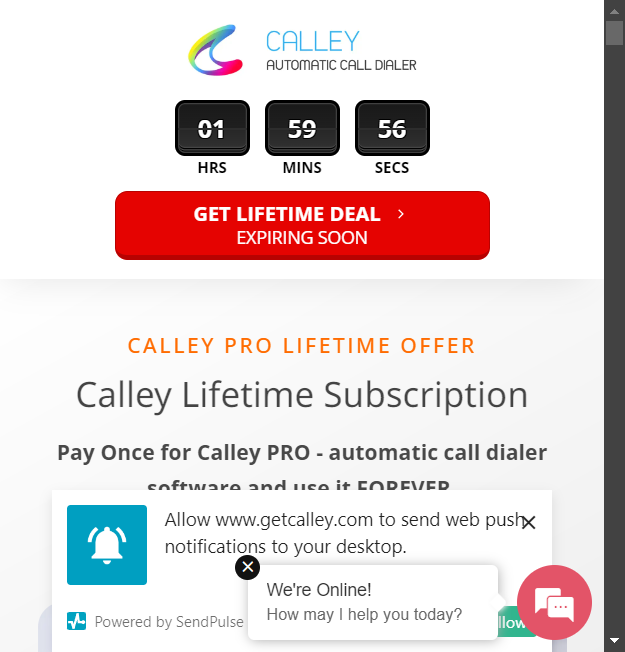 CALLEY
AUTOMATIC CALL DIALER
01 59 56
HRS MINS SECS
GET LIFETIME DEAL
EXPIRING SOON
CALLEY PRO LIFETIME OFFER
Calley Lifetime Subscription
Pay Once for Calley PRO - automatic call dialer
software and use it FOREVER
Allow www.getcalley.com to send web push
notifications to your desktop.
We're Online!
How may I help you today?
Powered by SendPulse